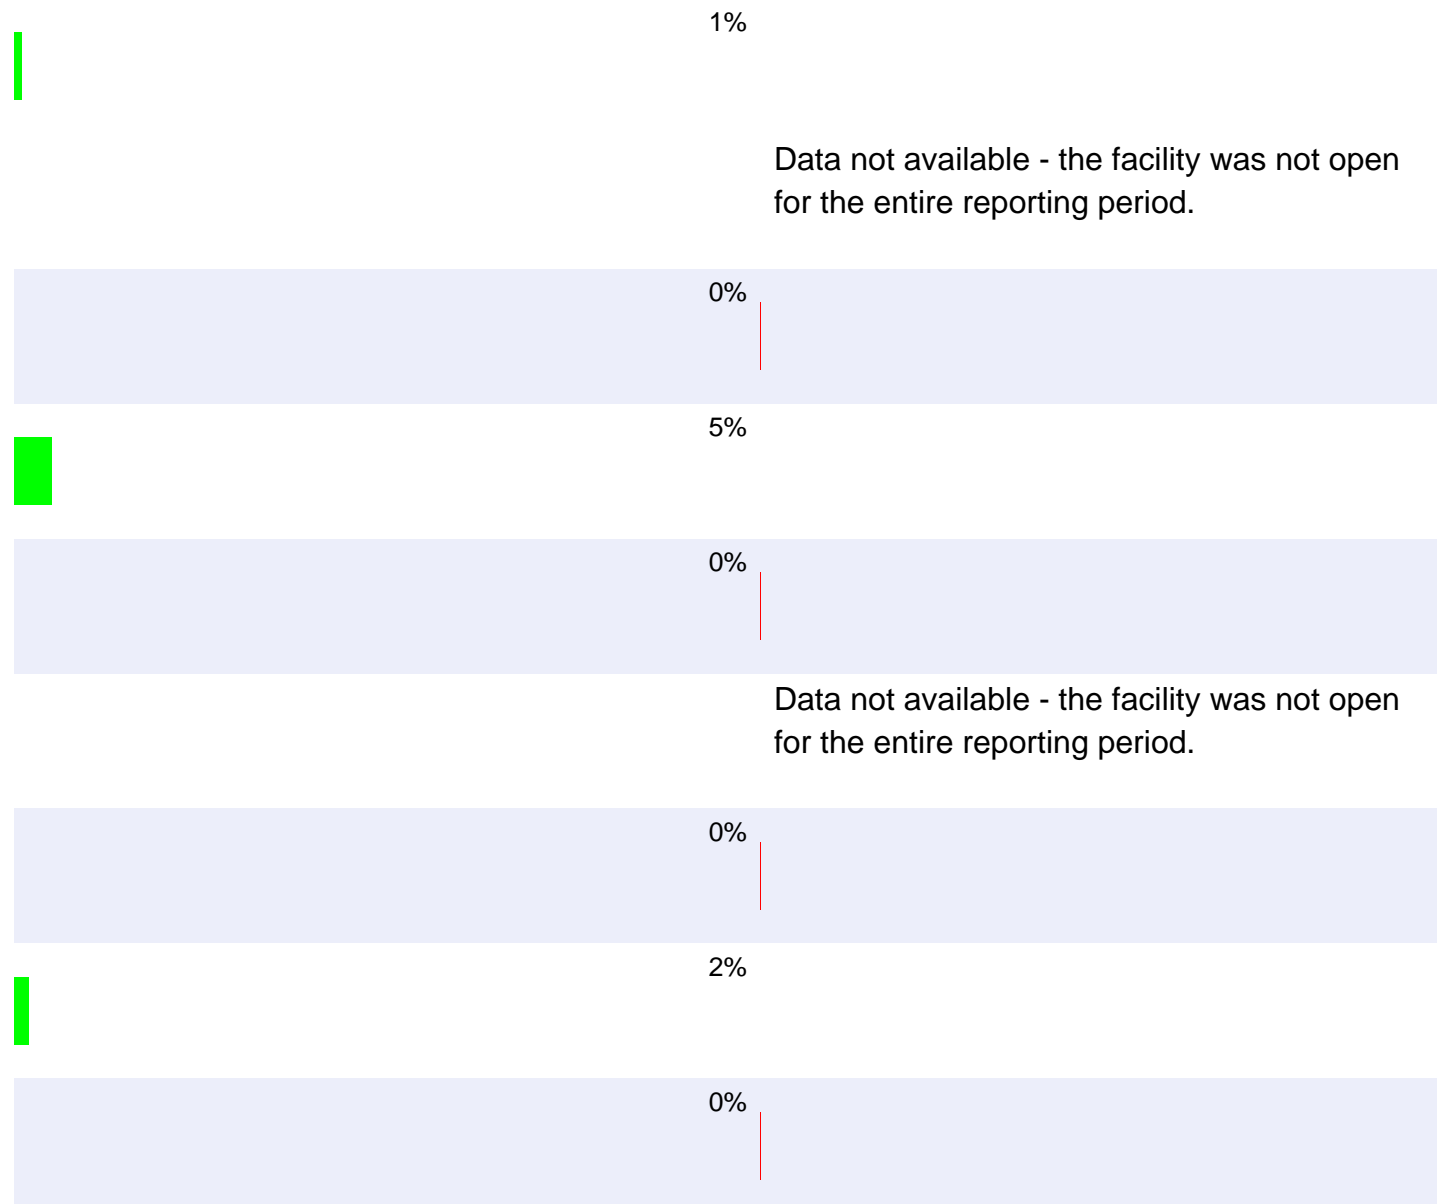 1%
Data not available - the facility was not open
for the entire reporting period.
0%
5%
0%
Data not available - the facility was not open
for the entire reporting period.
0%
2%
0%